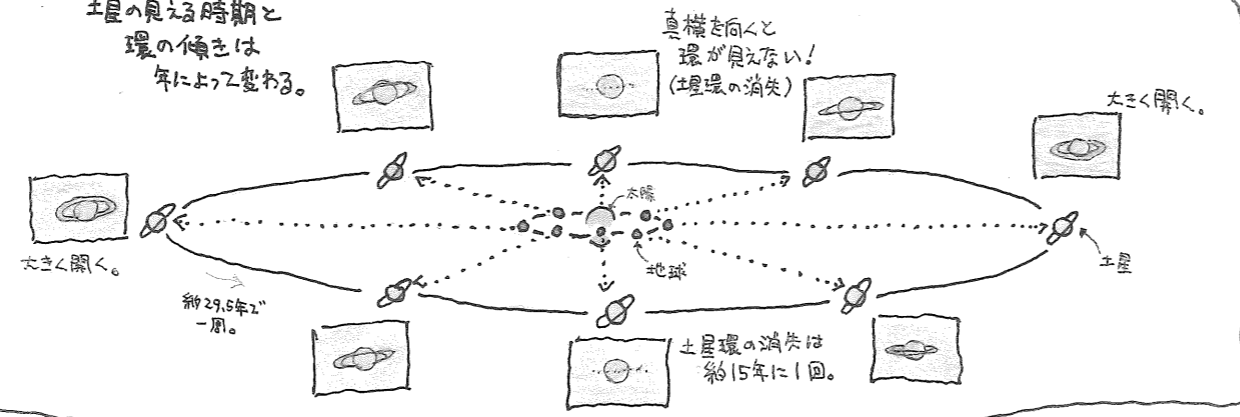 土星の見える時期と
環の傾きは
年によって変わる。
真横を向くと
環が見えない!
(土星環の消失)
大きく開く。
太陽
地球
土星
大きく開く。
約29.5年で
一周。
土星環の消失は
約15年に1回。